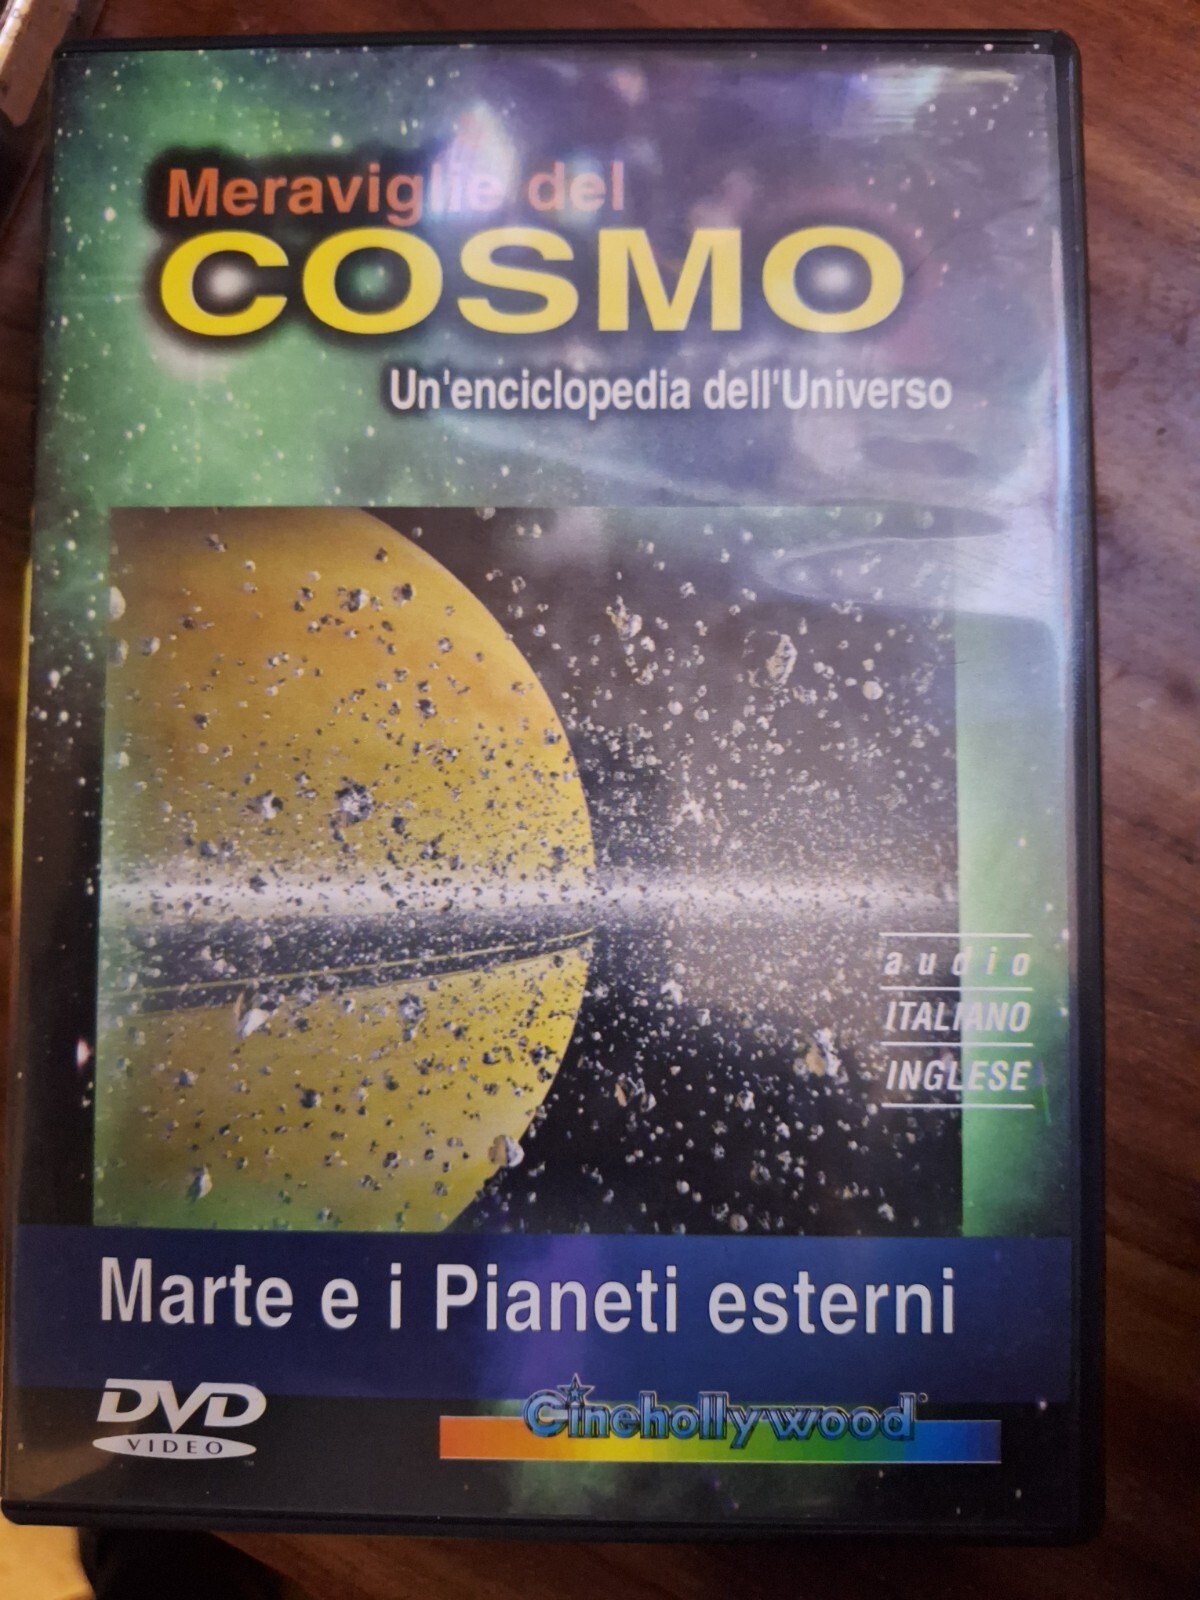 Meraviglie del
COSMO
Un'enciclopedia dell'Universo
audio
ITALIANO
INGLESE
Marte e i Pianeti esterni
DVD
VIDEO
Cinehollywood